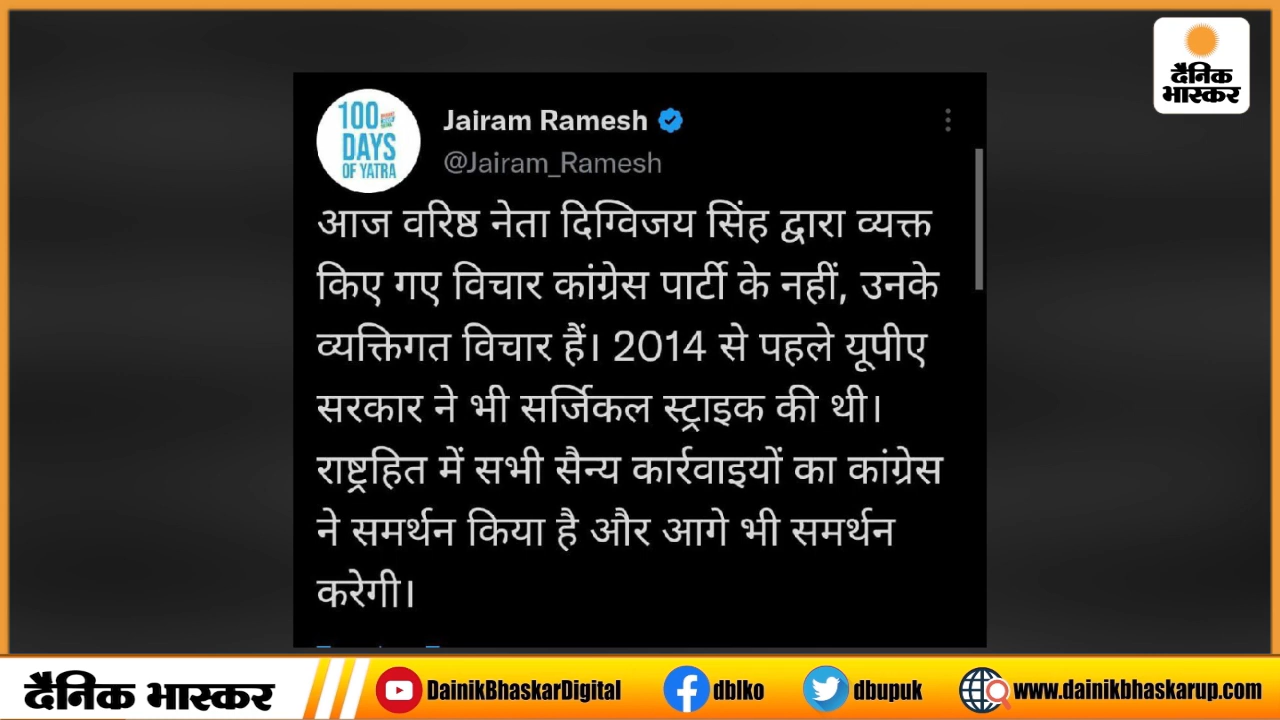 दैनिक
भास्कर
100
DAYS
OF YATRA
Jairam Ramesh
@Jairam_Ramesh
आज वरिष्ठ नेता दिग्विजय सिंह द्वारा व्यक्त
किए गए विचार कांग्रेस पार्टी के नहीं, उनके
व्यक्तिगत विचार हैं। 2014 से पहले यूपीए
सरकार ने भी सर्जिकल स्ट्राइक की थी।
राष्ट्रहित में सभी सैन्य कार्रवाइयों का कांग्रेस
ने समर्थन किया है और आगे भी समर्थन
करेगी।
दैनिक भास्कर DainikBhaskarDigital dblko dbupuk www.dainikbhaskarup.com